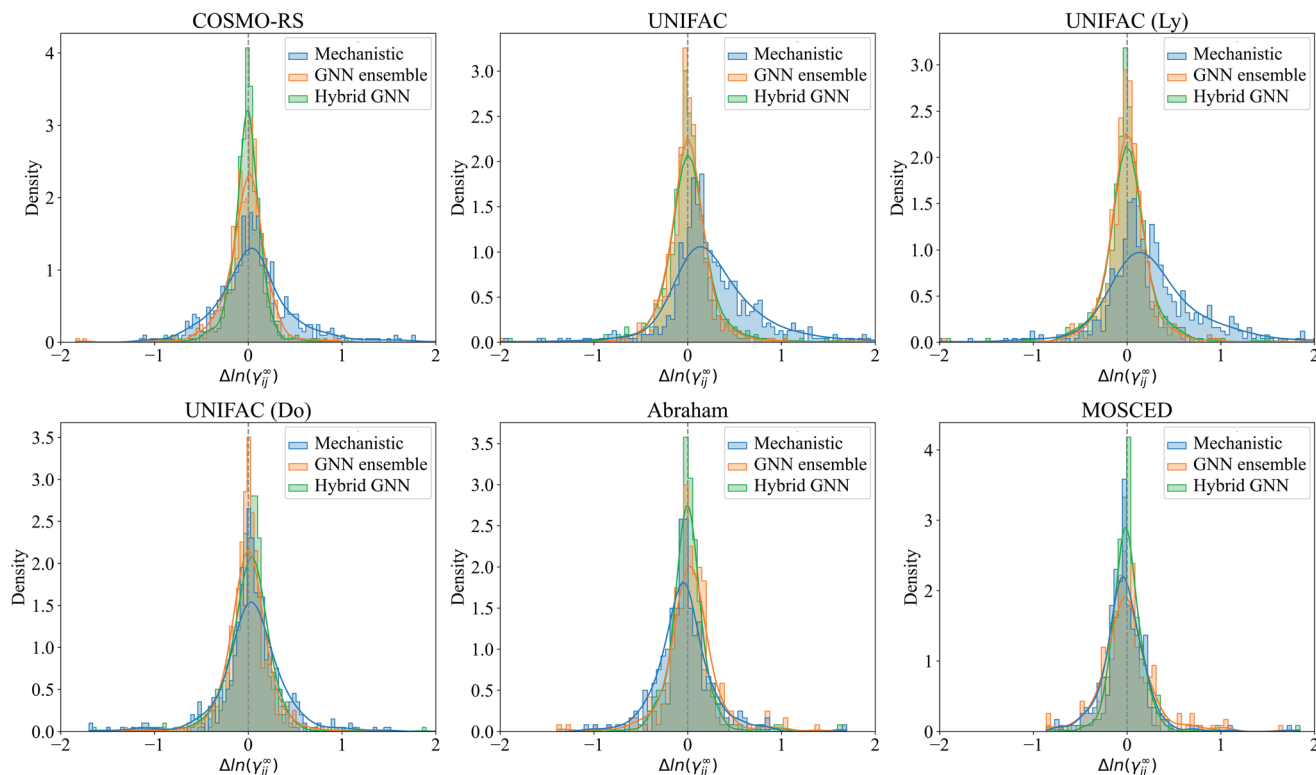 COSMO-RS
Density
4
3
2
1
0
Mechanistic
GNN ensemble
Hybrid GNN
−2
−1
0
1
2
Δln(γij∞)
UNIFAC
Density
3.0
2.5
2.0
1.5
1.0
0.5
0.0
Mechanistic
GNN ensemble
Hybrid GNN
−2
−1
0
1
2
Δln(γij∞)
UNIFAC (Ly)
Density
3.0
2.5
2.0
1.5
1.0
0.5
0.0
Mechanistic
GNN ensemble
Hybrid GNN
−2
−1
0
1
2
Δln(γij∞)
UNIFAC (Do)
Density
3.5
3.0
2.5
2.0
1.5
1.0
0.5
0.0
Mechanistic
GNN ensemble
Hybrid GNN
−2
−1
0
1
2
Δln(γij∞)
Abraham
Density
3.5
3.0
2.5
2.0
1.5
1.0
0.5
0.0
Mechanistic
GNN ensemble
Hybrid GNN
−2
−1
0
1
2
Δln(γij∞)
MOSCED
Density
4
3
2
1
0
Mechanistic
GNN ensemble
Hybrid GNN
−2
−1
0
1
2
Δln(γij∞)